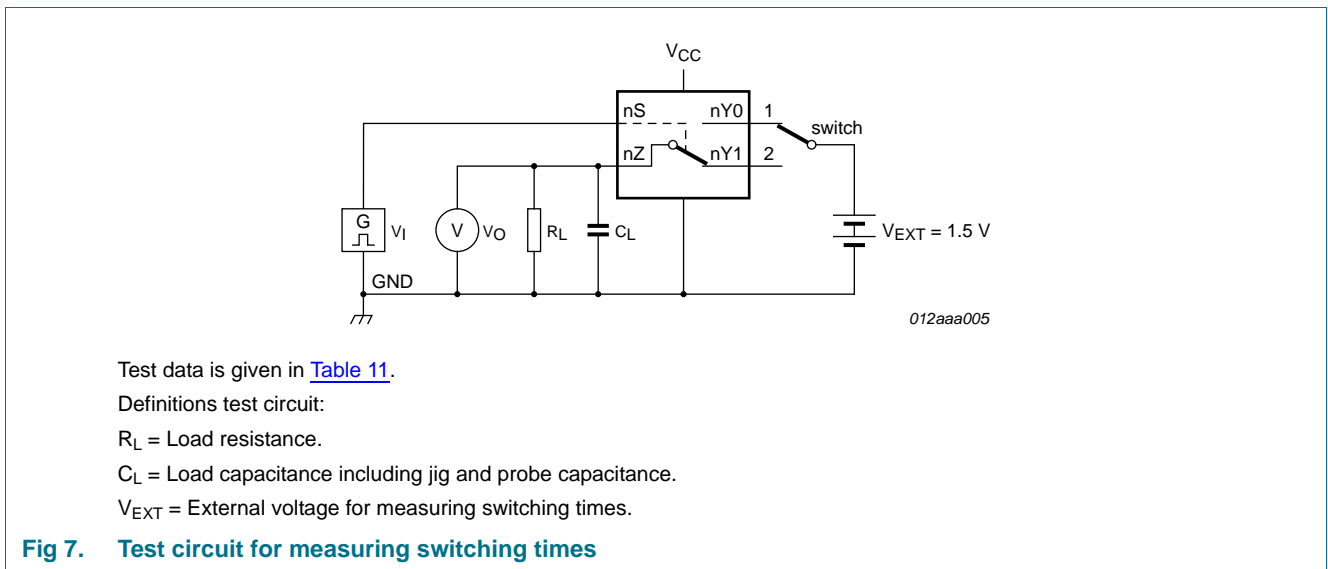 VCC
nS nY0 1
switch
nZ nY1 2
G VI
V VO RL CL
VEXT = 1.5 V
GND
012aaa005
Test data is given in Table 11.
Definitions test circuit:
RL = Load resistance.
CL = Load capacitance including jig and probe capacitance.
VEXT = External voltage for measuring switching times.
Fig 7. Test circuit for measuring switching times